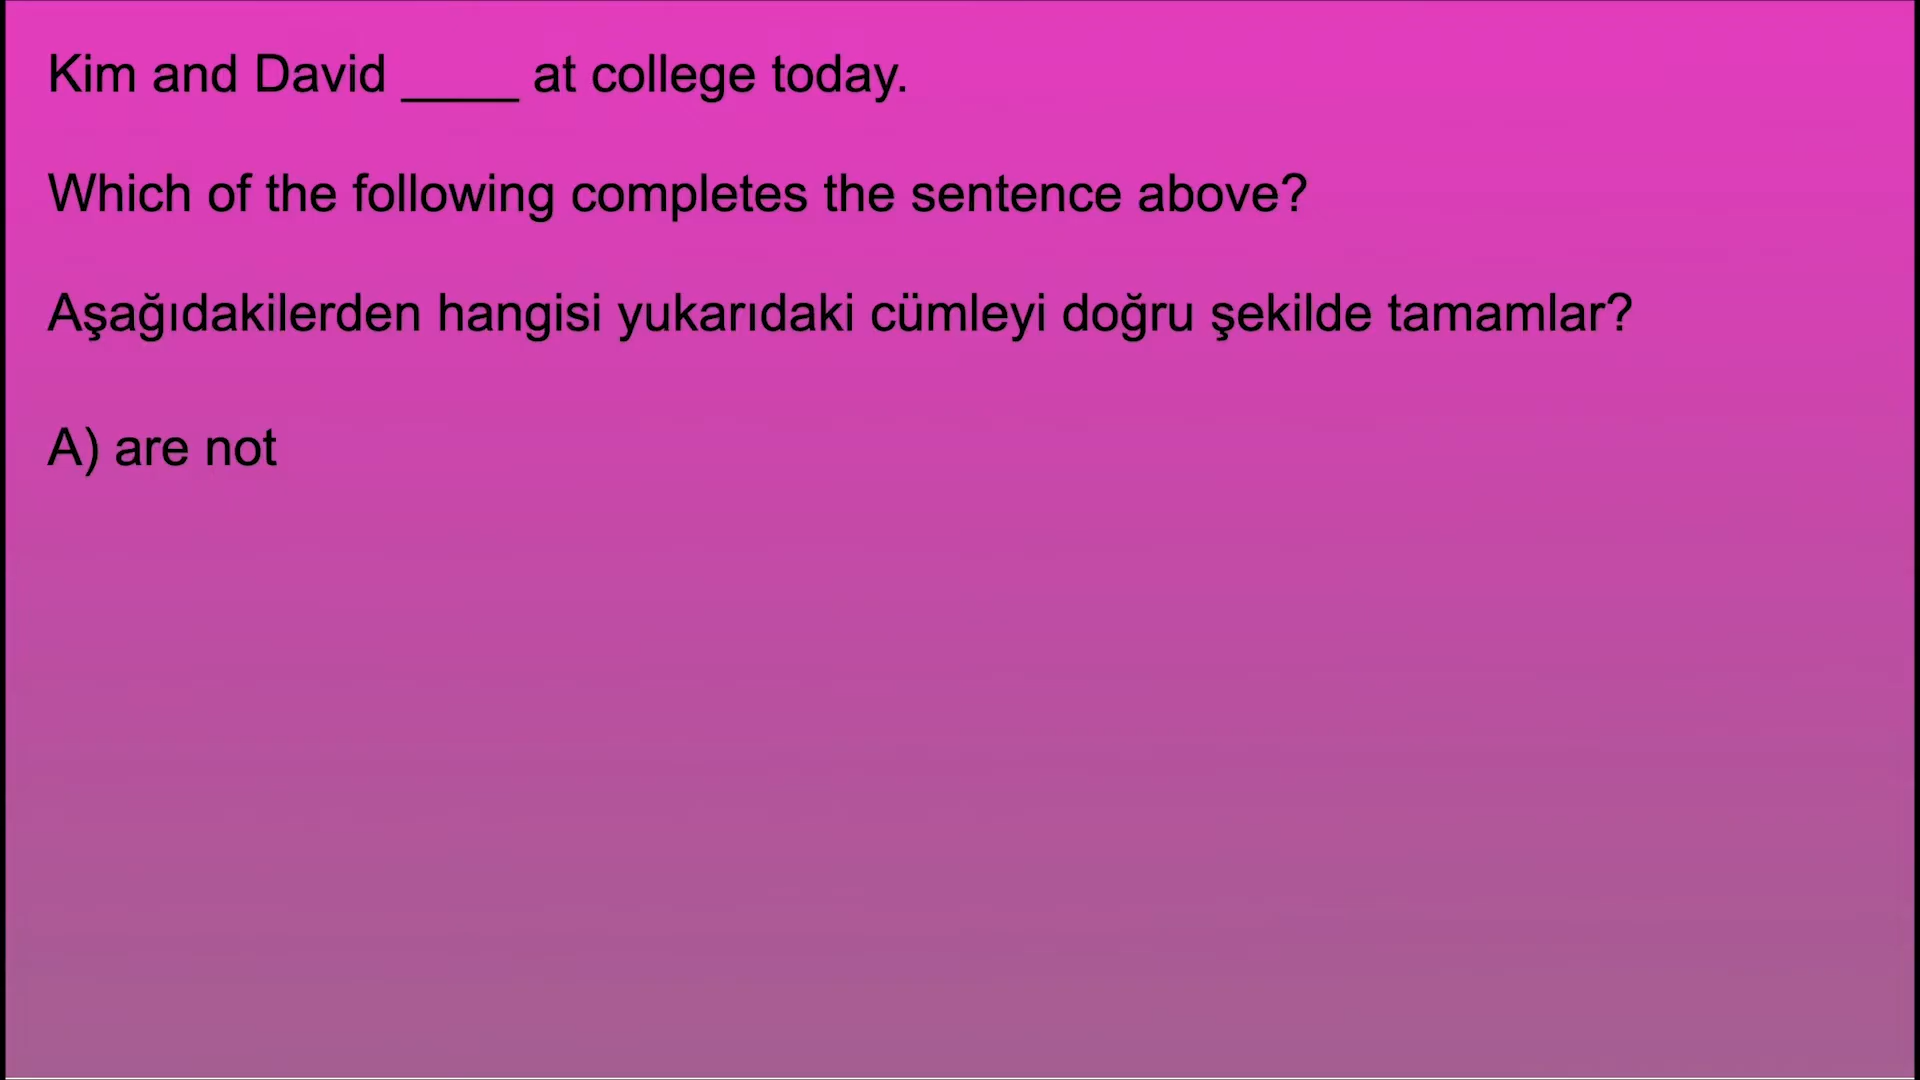 Kim and David ____ at college today.
Which of the following completes the sentence above?
Aşağıdakilerden hangisi yukarıdaki cümleyi doğru şekilde tamamlar?
A) are not